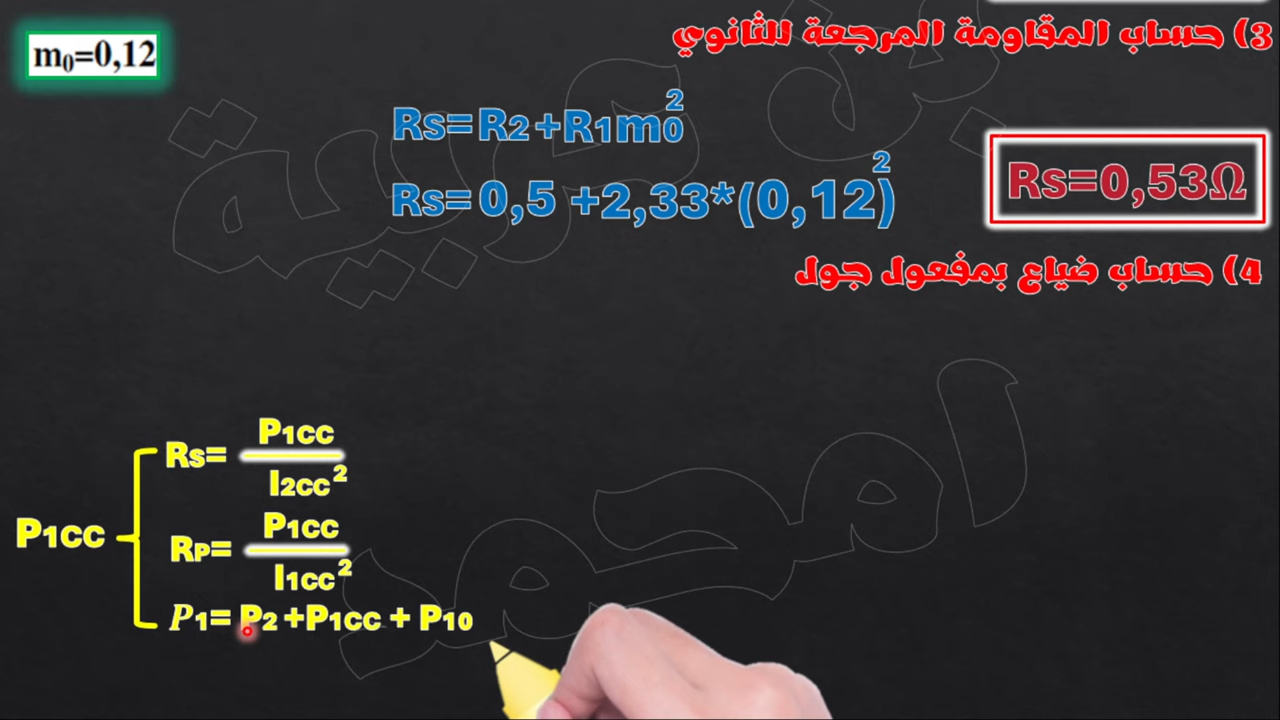 m₀=0,12
3) حساب المقاومة المرجعة للثانوي
Rs=R2+R1m₀²
Rs=0,5+2,33*(0,12)²
Rs=0,53Ω
4) حساب ضياع بمفعول جول
P1CC
Rs= P1CC / I2CC²
RP= P1CC / I1CC²
P1= P2+P1CC + P10